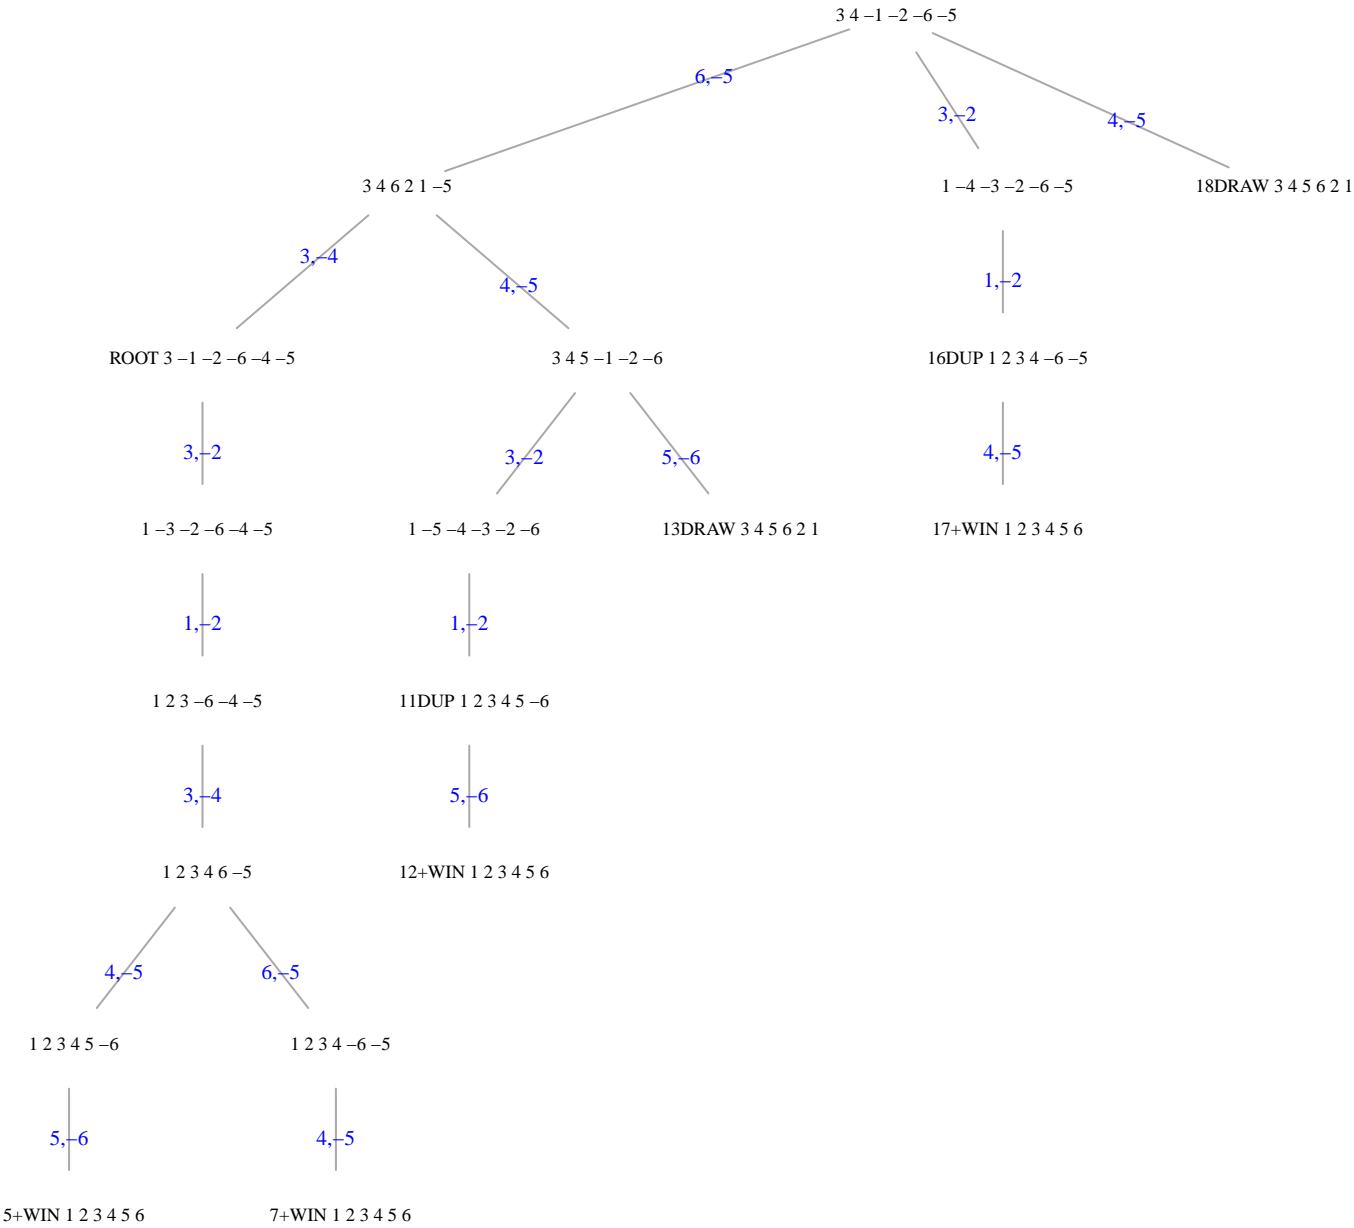 3 4 –1 –2 –6 –5
6,–5
3,–2
4,–5
3 4 6 2 1 –5
1 –4 –3 –2 –6 –5
18DRAW 3 4 5 6 2 1
3,–4
4,–5
1,–2
ROOT 3 –1 –2 –6 –4 –5
3 4 5 –1 –2 –6
16DUP 1 2 3 4 –6 –5
3,–2
3,–2
5,–6
4,–5
1 –3 –2 –6 –4 –5
1 –5 –4 –3 –2 –6
13DRAW 3 4 5 6 2 1
17+WIN 1 2 3 4 5 6
1,–2
1,–2
1 2 3 –6 –4 –5
11DUP 1 2 3 4 5 –6
3,–4
5,–6
1 2 3 4 6 –5
12+WIN 1 2 3 4 5 6
4,–5
6,–5
1 2 3 4 5 –6
1 2 3 4 –6 –5
5,–6
4,–5
5+WIN 1 2 3 4 5 6
7+WIN 1 2 3 4 5 6